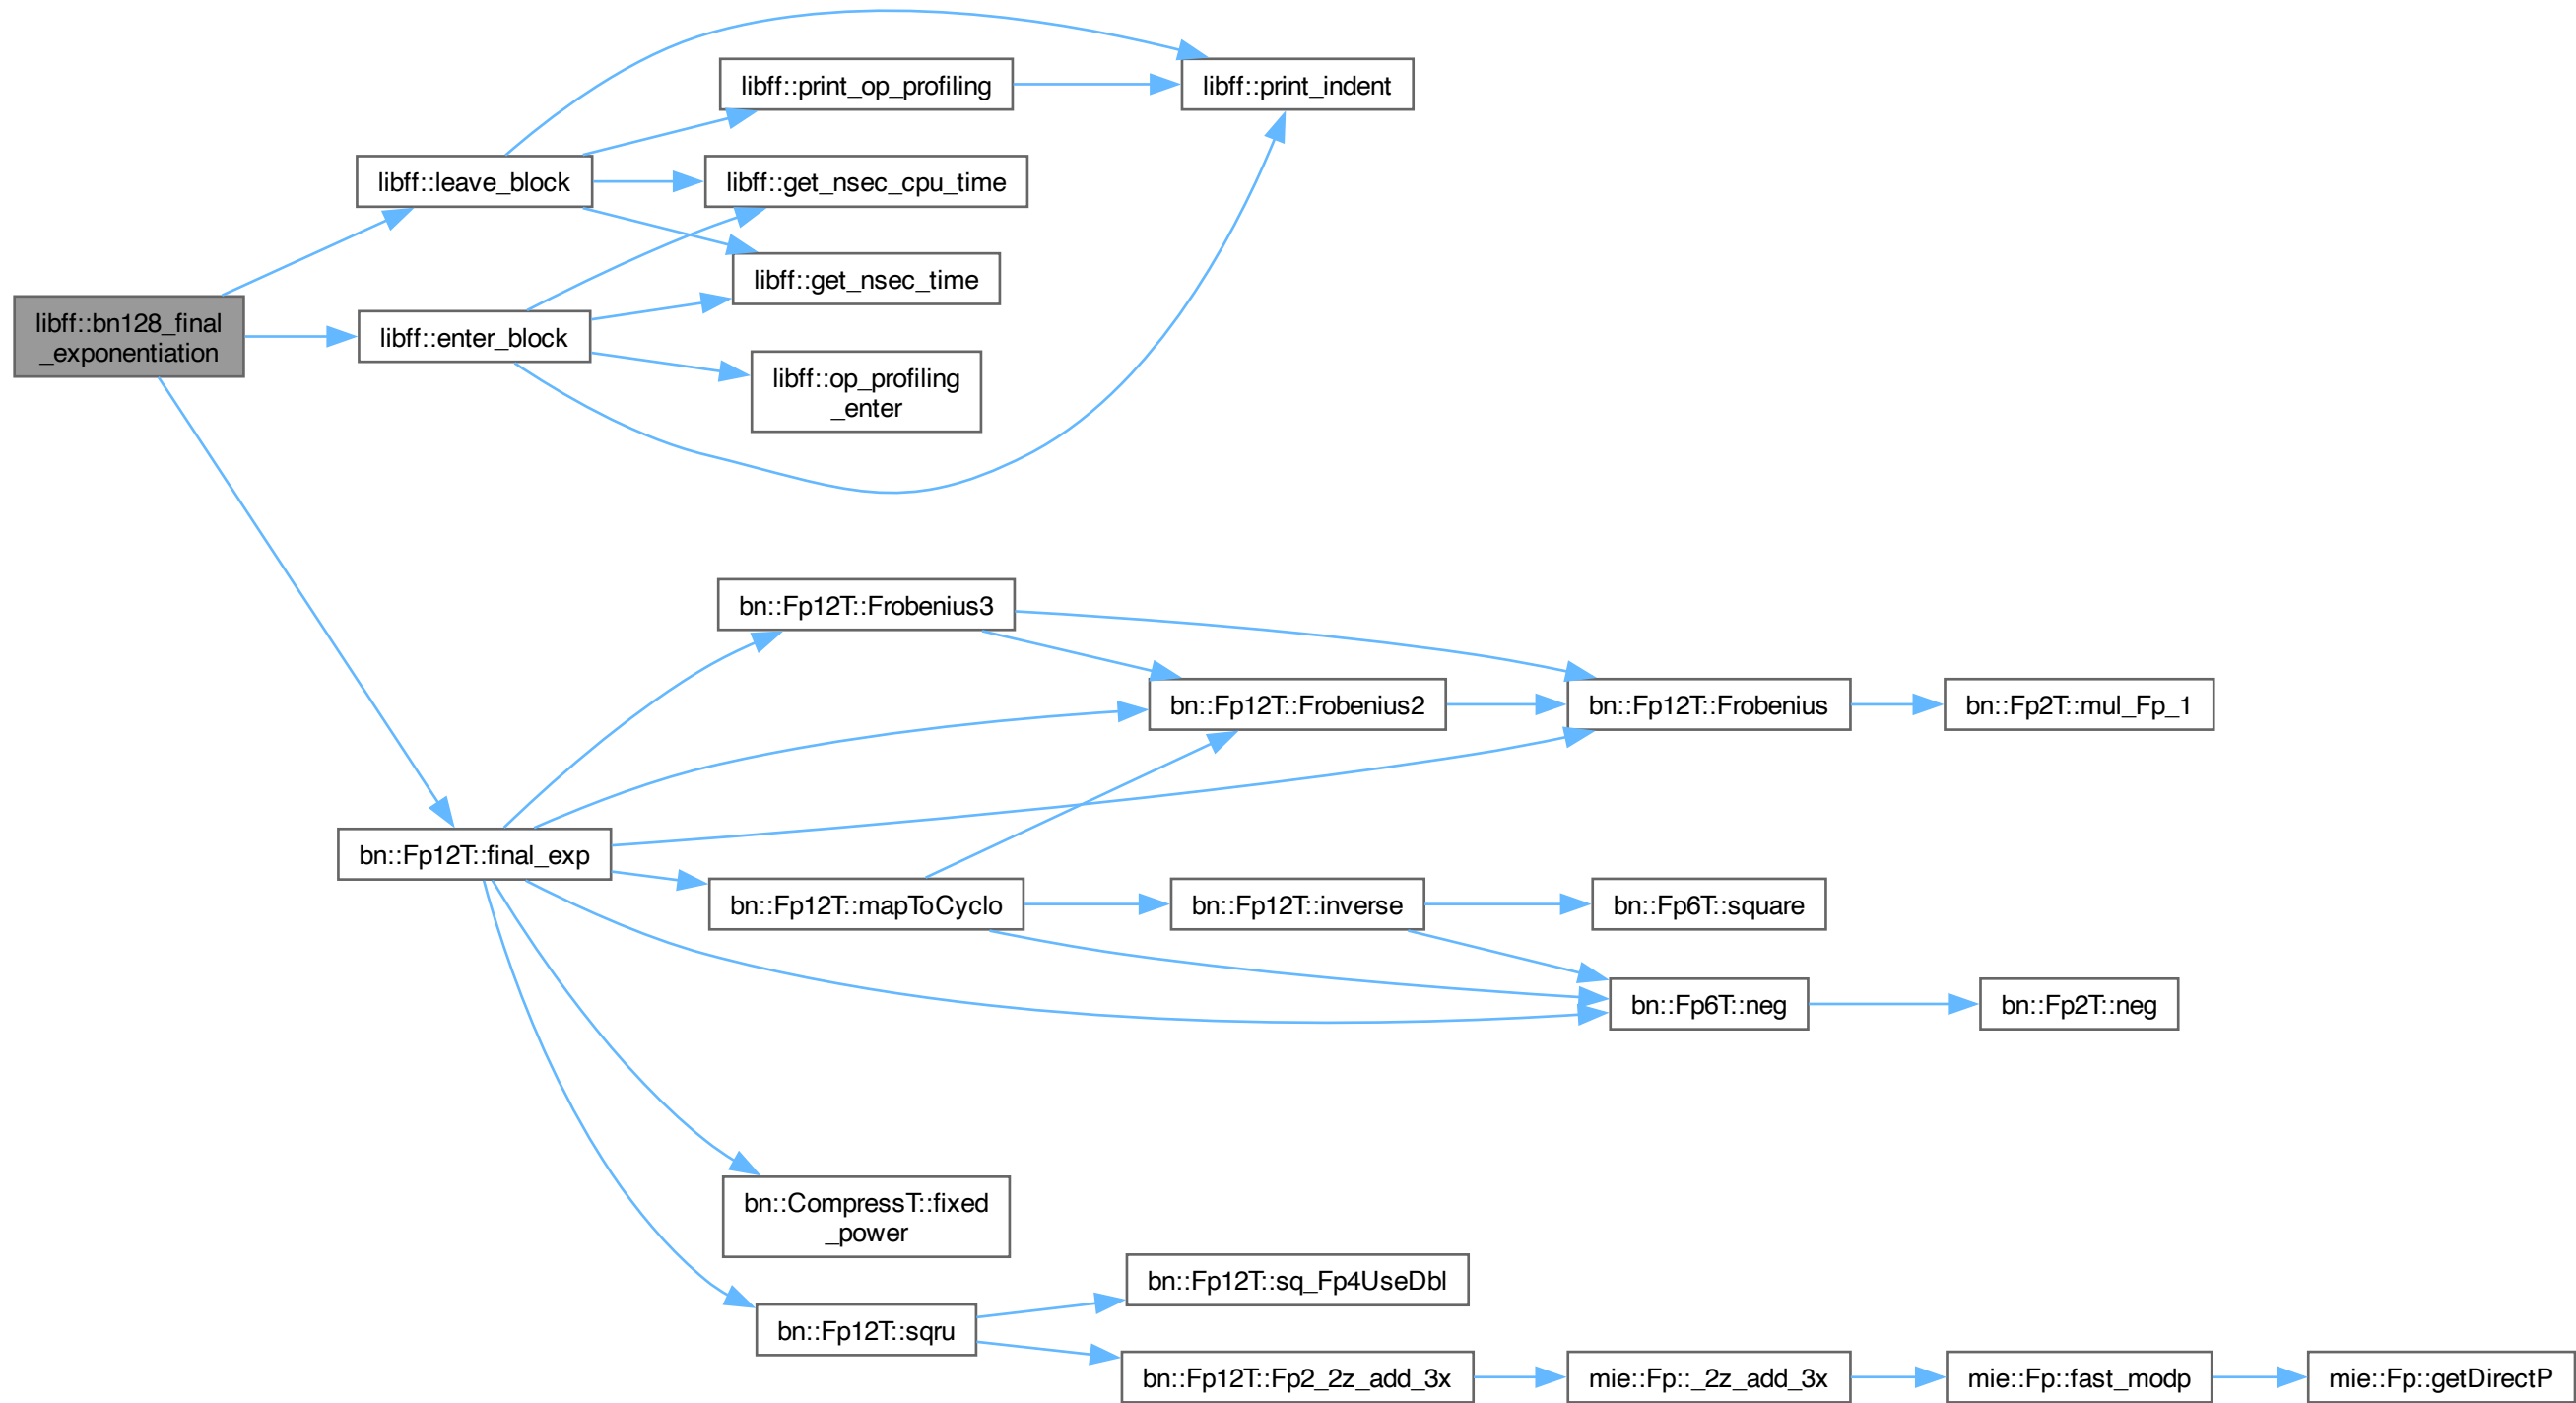 libff::print_op_profiling
libff::print_indent
libff::leave_block
libff::get_nsec_cpu_time
libff::get_nsec_time
libff::bn128_final
_exponentiation
libff::enter_block
libff::op_profiling
_enter
bn::Fp12T::Frobenius3
bn::Fp12T::Frobenius2
bn::Fp12T::Frobenius
bn::Fp2T::mul_Fp_1
bn::Fp12T::final_exp
bn::Fp12T::mapToCyclo
bn::Fp12T::inverse
bn::Fp6T::square
bn::Fp6T::neg
bn::Fp2T::neg
bn::CompressT::fixed
_power
bn::Fp12T::sq_Fp4UseDbl
bn::Fp12T::sqru
bn::Fp12T::Fp2_2z_add_3x
mie::Fp::_2z_add_3x
mie::Fp::fast_modp
mie::Fp::getDirectP